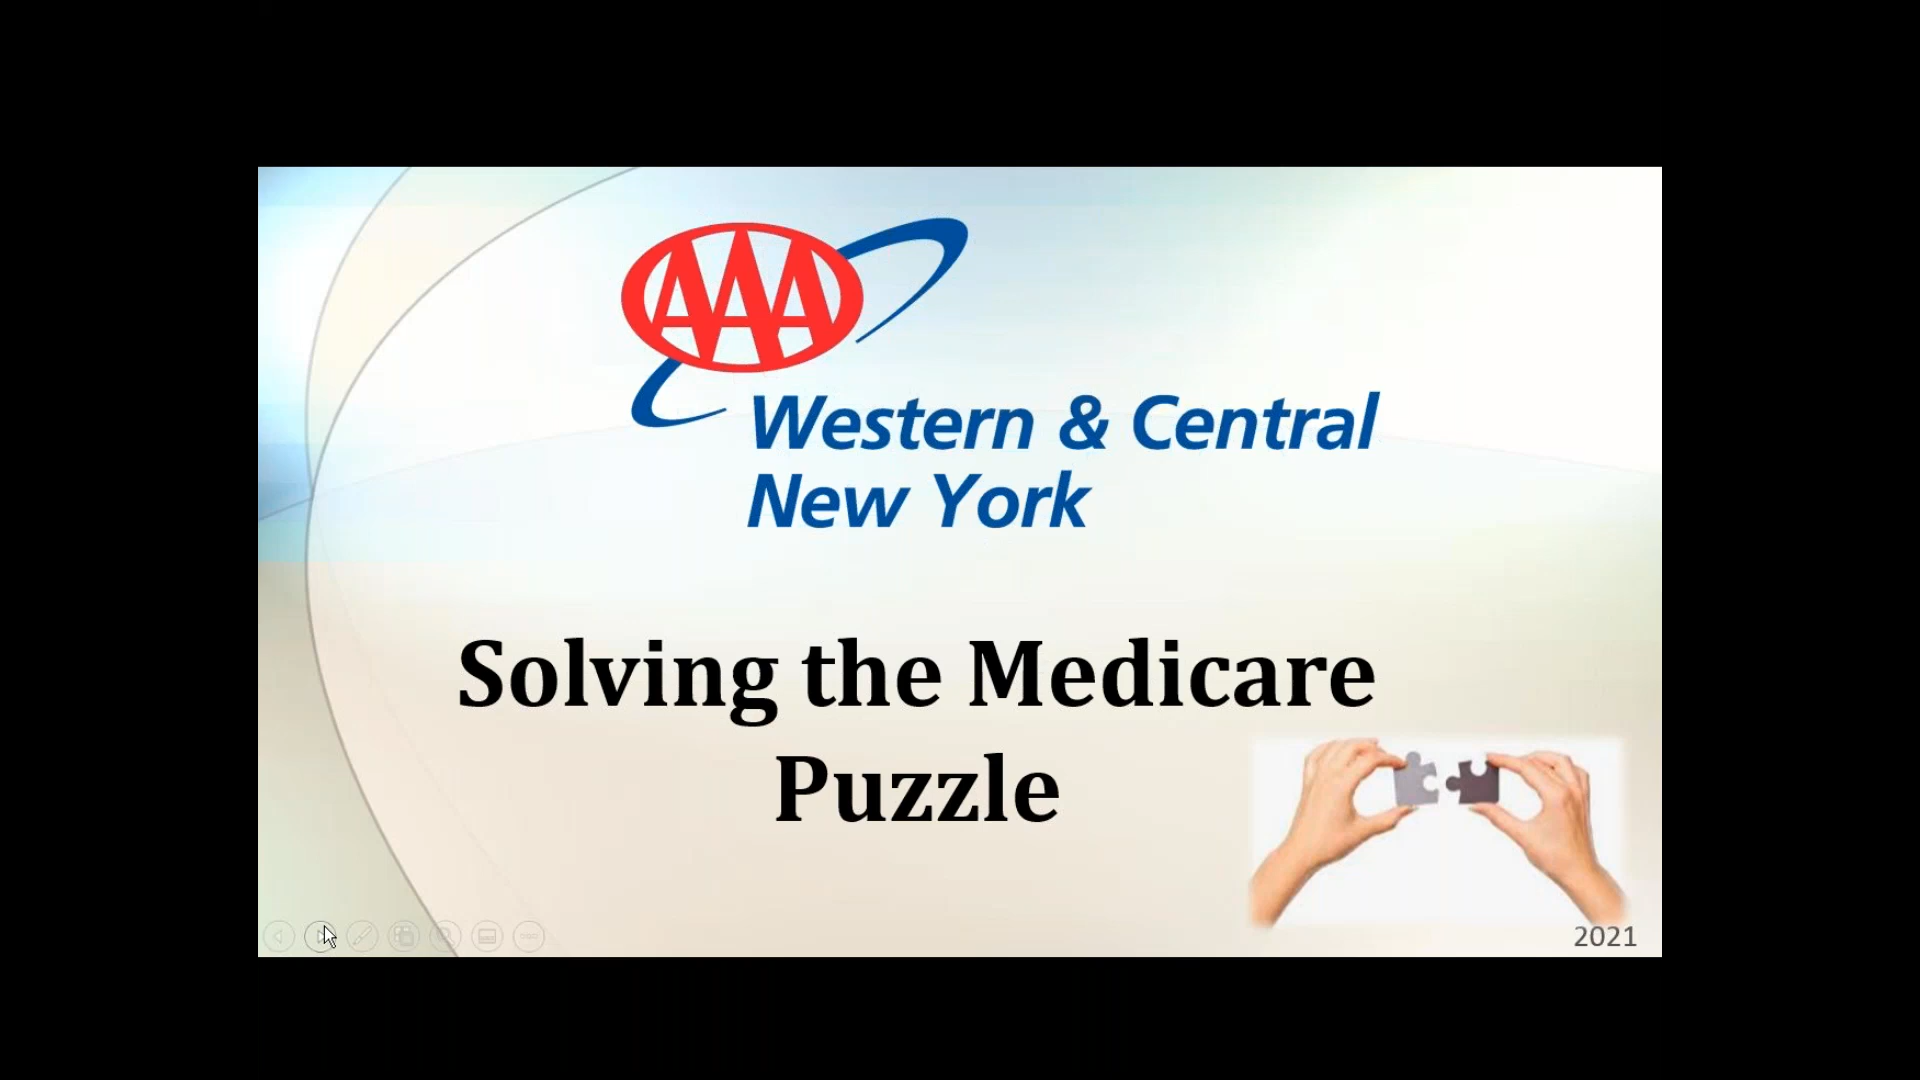 AAA
Western & Central
New York
Solving the Medicare
Puzzle
2021